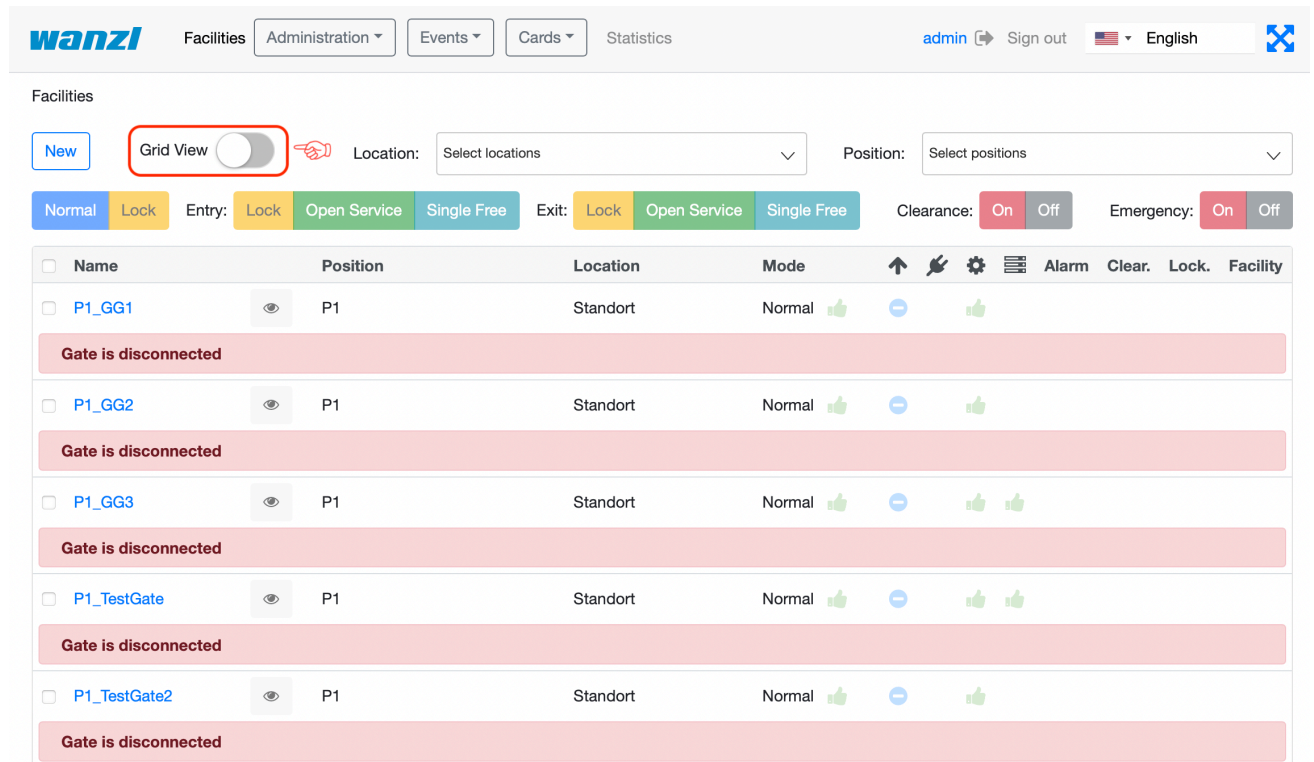 wanzl Facilities Administration Events Cards Statistics admin Sign out English
Facilities
New Grid View Location: Select locations Position: Select positions
Normal Lock Entry: Lock Open Service Single Free Exit: Lock Open Service Single Free Clearance: On Off Emergency: On Off
Name Position Location Mode Alarm Clear. Lock. Facility
P1_GG1 P1 Standort Normal
Gate is disconnected
P1_GG2 P1 Standort Normal
Gate is disconnected
P1_GG3 P1 Standort Normal
Gate is disconnected
P1_TestGate P1 Standort Normal
Gate is disconnected
P1_TestGate2 P1 Standort Normal
Gate is disconnected